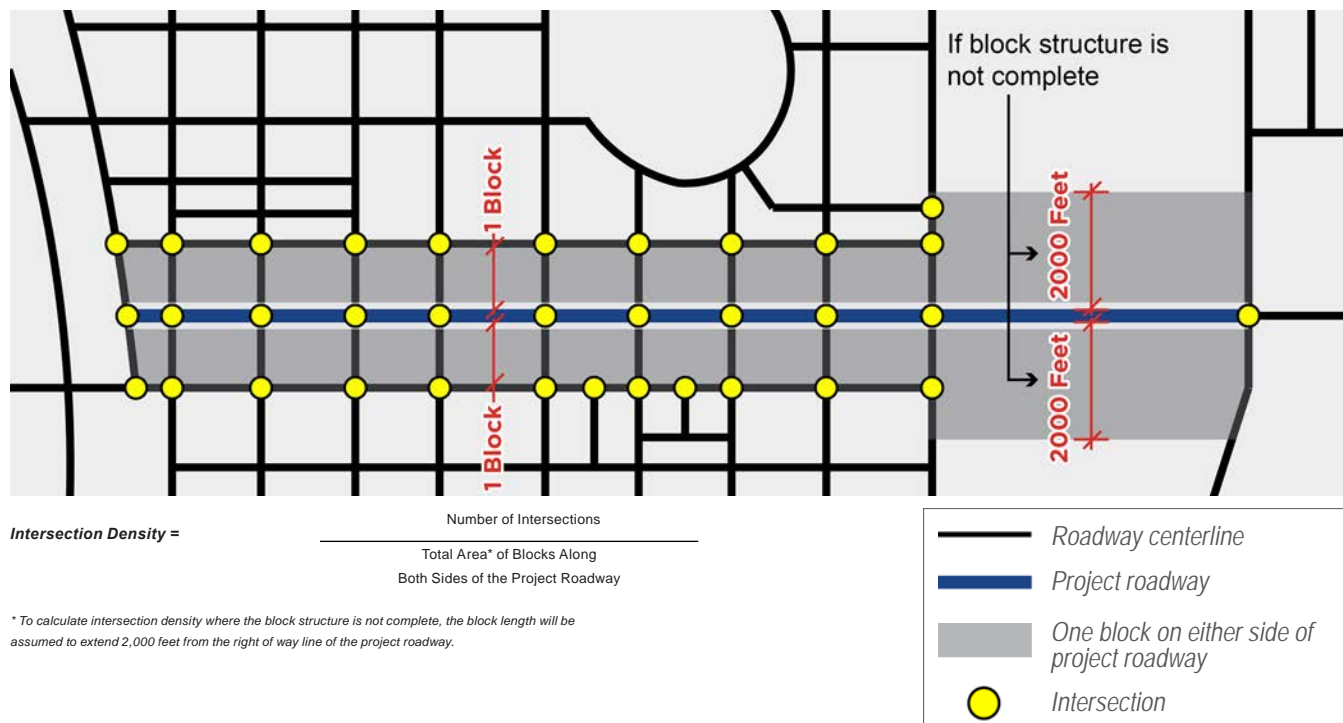 If block structure is
not complete
1 Block
1 Block
2000 Feet
2000 Feet
Intersection Density =
Number of Intersections
Total Area* of Blocks Along
Both Sides of the Project Roadway
* To calculate intersection density where the block structure is not complete, the block length will be
assumed to extend 2,000 feet from the right of way line of the project roadway.
Roadway centerline
Project roadway
One block on either side of
project roadway
Intersection